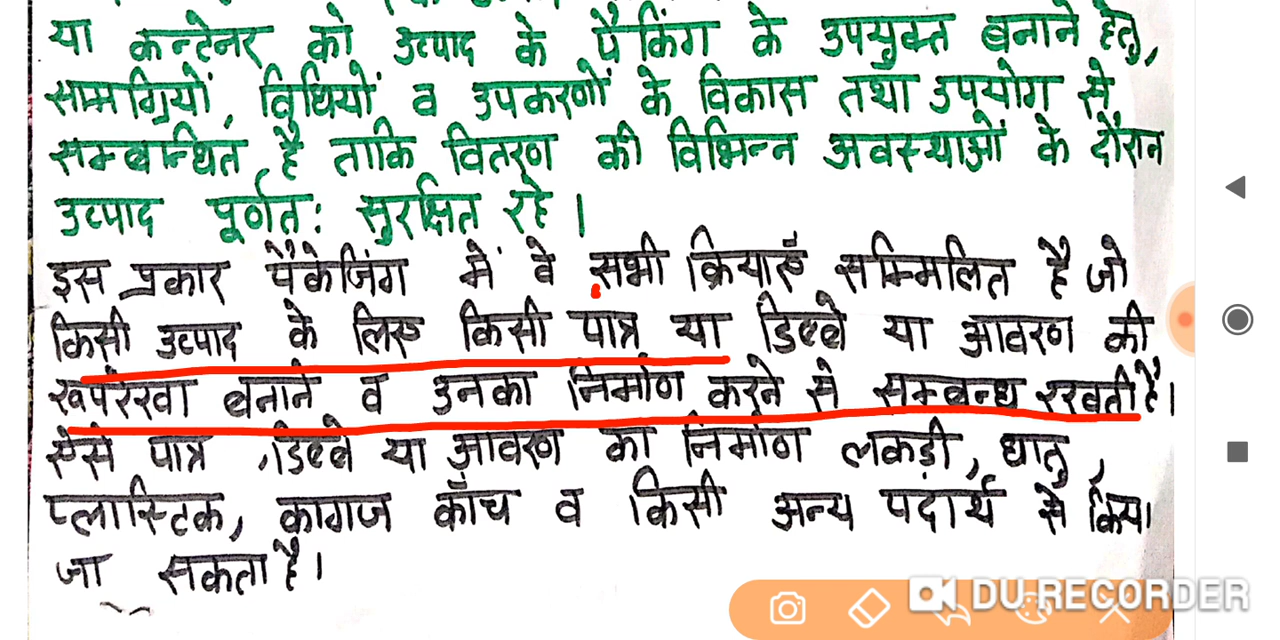 या कन्टेनर को उत्पाद के पैकिंग के उपयुक्त बनाने हेतु,
सामग्रियों, विधियों व उपकरणों के विकास तथा उपयोग से
सम्बन्धित है ताकि वितरण की विभिन्न अवस्थाओं के दौरान
उत्पाद पूर्णत: सुरक्षित रहे।
इस प्रकार पैकेजिंग में वे सभी क्रियाएँ सम्मिलित है जो
किसी उत्पाद के लिए किसी पात्र या डिब्बे या आवरण की
रूपरेखा बनाने व उनका निर्माण करने से सम्बन्ध रखती है।
ऐसे पात्र, डिब्बे या आवरण का निर्माण लकड़ी, धातु,
प्लास्टिक, कागज काँच व किसी अन्य पदार्थ से किया
जा सकता है।
DU RECORDER